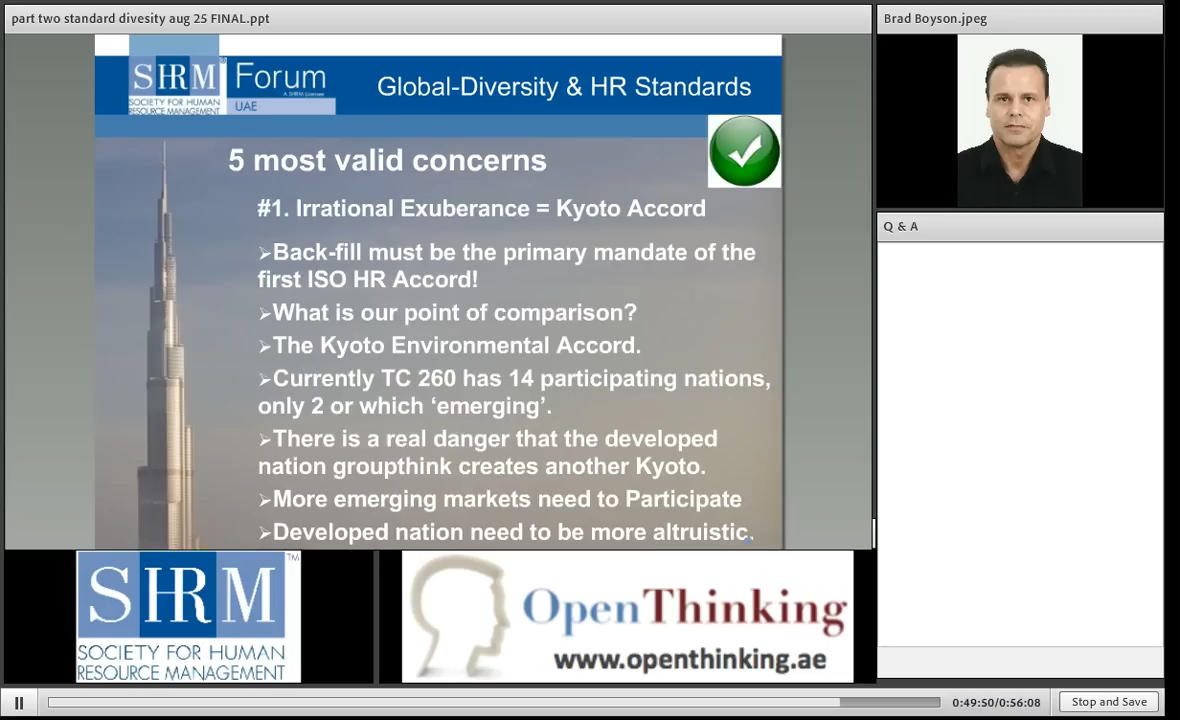 part two standard divesity aug 25 FINAL.ppt
Brad Boyson.jpeg
SHRM
SOCIETY FOR HUMAN
RESOURCE MANAGEMENT
Forum
A SHRM Licensee
UAE
Global-Diversity & HR Standards
5 most valid concerns
#1. Irrational Exuberance = Kyoto Accord
➢Back-fill must be the primary mandate of the
first ISO HR Accord!
➢What is our point of comparison?
➢The Kyoto Environmental Accord.
➢Currently TC 260 has 14 participating nations,
only 2 or which ‘emerging’.
➢There is a real danger that the developed
nation groupthink creates another Kyoto.
➢More emerging markets need to Participate
➢Developed nation need to be more altruistic.
Q & A
SHRM™
SOCIETY FOR HUMAN
RESOURCE MANAGEMENT
OpenThinking
www.openthinking.ae
0:49:50/0:56:08
Stop and Save